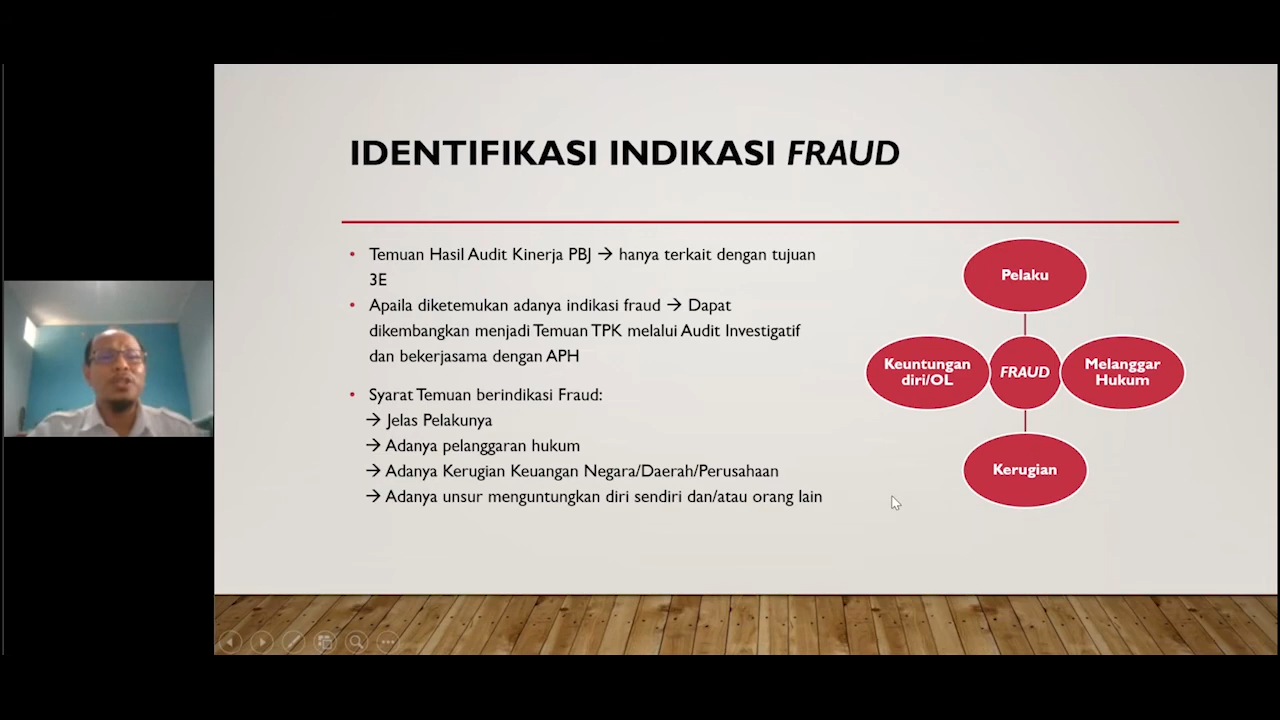 IDENTIFIKASI INDIKASI FRAUD
• Temuan Hasil Audit Kinerja PBJ → hanya terkait dengan tujuan
3E
• Apaila diketemukan adanya indikasi fraud → Dapat
dikembangkan menjadi Temuan TPK melalui Audit Investigatif
dan bekerjasama dengan APH
• Syarat Temuan berindikasi Fraud:
→ Jelas Pelakunya
→ Adanya pelanggaran hukum
→ Adanya Kerugian Keuangan Negara/Daerah/Perusahaan
→ Adanya unsur menguntungkan diri sendiri dan/atau orang lain
Pelaku
Keuntungan
diri/OL
FRAUD
Melanggar
Hukum
Kerugian